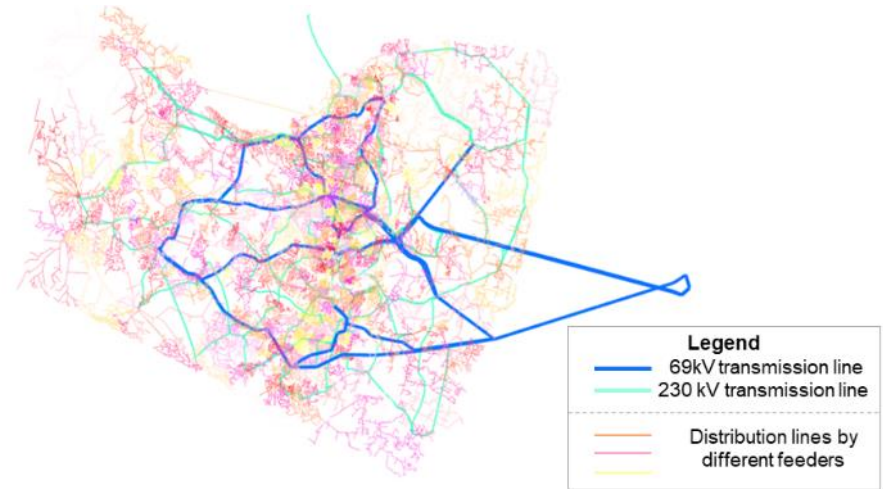 Legend
69kV transmission line
230 kV transmission line
Distribution lines by
different feeders